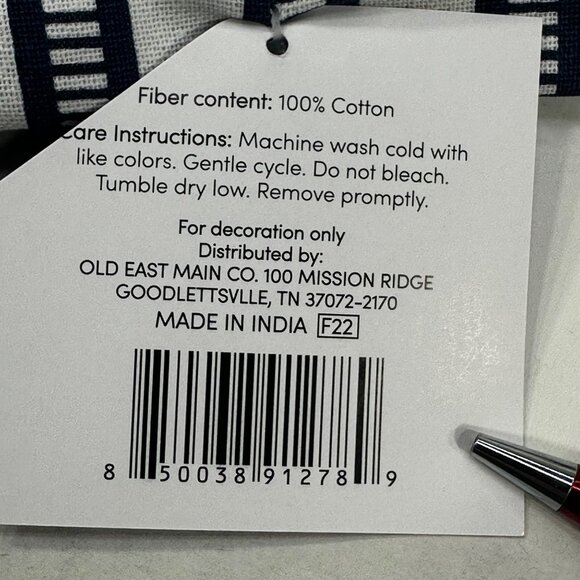 Fiber content: 100% Cotton
Care Instructions: Machine wash cold with
like colors. Gentle cycle. Do not bleach.
Tumble dry low. Remove promptly.
For decoration only
Distributed by:
OLD EAST MAIN CO. 100 MISSION RIDGE
GOODLETTSVLLE, TN 37072-2170
MADE IN INDIA F22
8 50038 91278 9